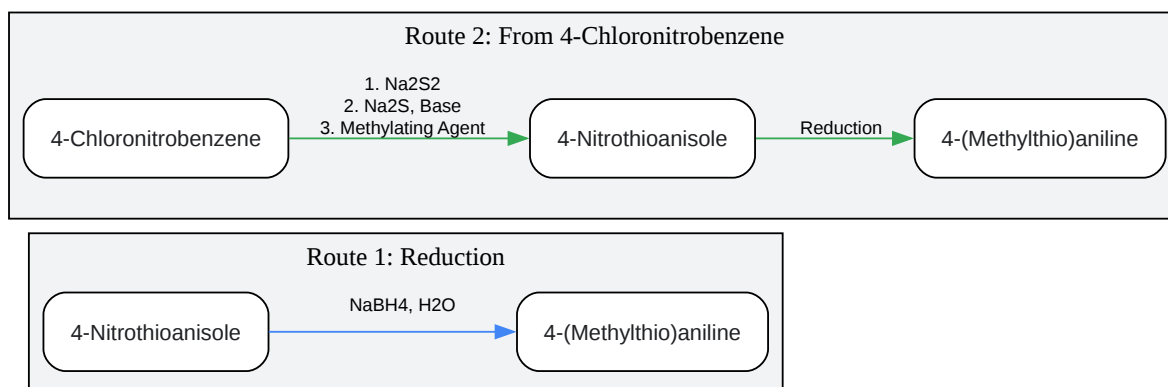 Route 2: From 4-Chloronitrobenzene
1. Na2S2
2. Na2S, Base
3. Methylating Agent
4-Chloronitrobenzene
4-Nitrothioanisole
Reduction
4-(Methylthio)aniline
Route 1: Reduction
NaBH4, H2O
4-Nitrothioanisole
4-(Methylthio)aniline